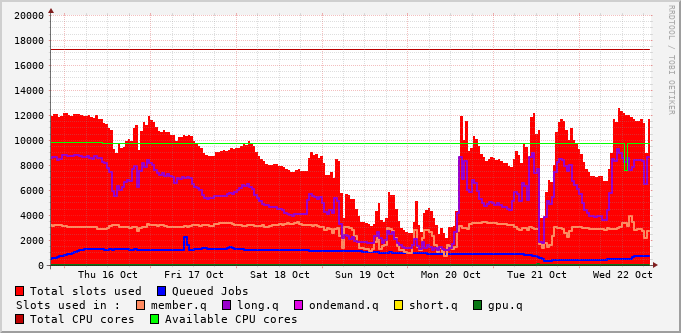 20000
18000
16000
14000
12000
10000
8000
6000
4000
2000
0
Thu 16 Oct Fri 17 Oct Sat 18 Oct Sun 19 Oct Mon 20 Oct Tue 21 Oct Wed 22 Oct
RRDTOOL / TOBI OETIKER
Total slots used Queued Jobs
Slots used in : member.q long.q ondemand.q short.q gpu.q
Total CPU cores Available CPU cores